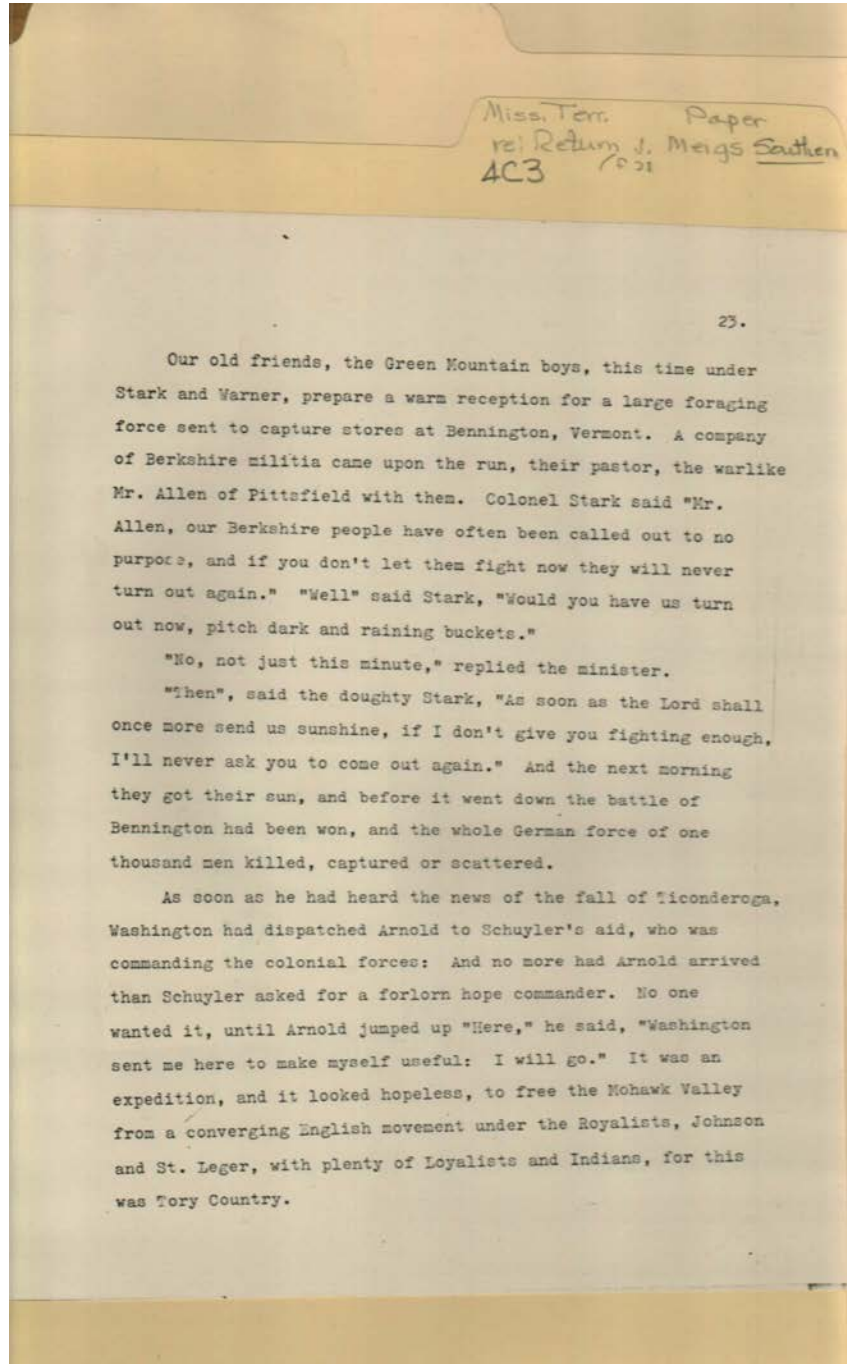 Miss. Terr. Paper
re: Return J. Meigs Southern
4C3
23.
Our old friends, the Green Mountain boys, this time under
Stark and Warner, prepare a warm reception for a large foraging
force sent to capture stores at Bennington, Vermont. A company
of Berkshire militia came upon the run, their pastor, the warlike
Mr. Allen of Pittsfield with them. Colonel Stark said "Mr.
Allen, our Berkshire people have often been called out to no
purpose, and if you don't let them fight now they will never
turn out again." "Well" said Stark, "Would you have us turn
out now, pitch dark and raining buckets."
"No, not just this minute," replied the minister.
"Then", said the doughty Stark, "As soon as the Lord shall
once more send us sunshine, if I don't give you fighting enough,
I'll never ask you to come out again." And the next morning
they got their sun, and before it went down the battle of
Bennington had been won, and the whole German force of one
thousand men killed, captured or scattered.
As soon as he had heard the news of the fall of Ticonderoga,
Washington had dispatched Arnold to Schuyler's aid, who was
commanding the colonial forces: And no more had Arnold arrived
than Schuyler asked for a forlorn hope commander. No one
wanted it, until Arnold jumped up "Here," he said, "Washington
sent me here to make myself useful: I will go." It was an
expedition, and it looked hopeless, to free the Mohawk Valley
from a converging English movement under the Royalists, Johnson
and St. Leger, with plenty of Loyalists and Indians, for this
was Tory Country.